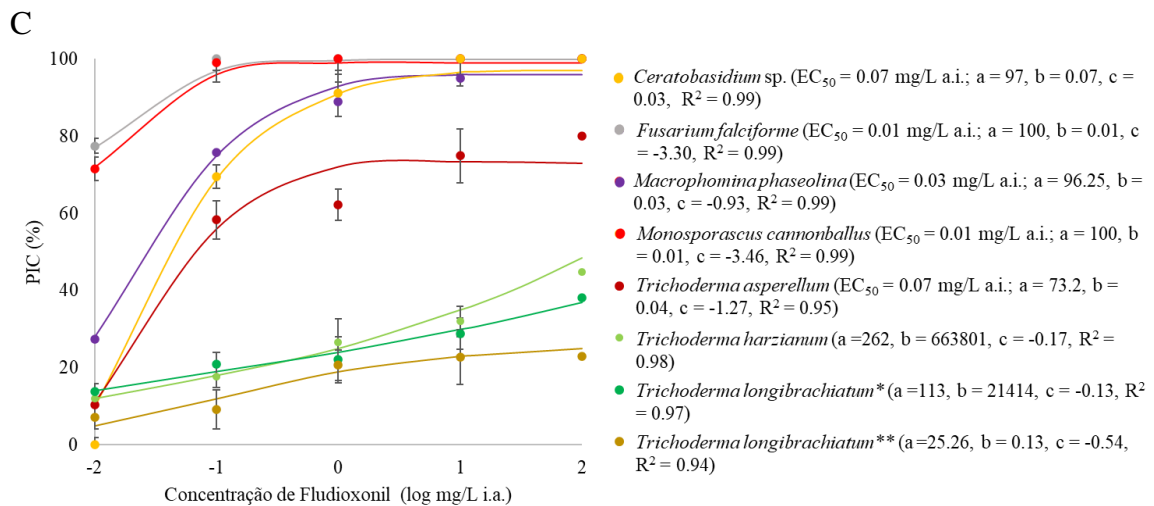 C
100
80
60
40
20
0
PIC (%)
-2
-1
0
1
2
Concentração de Fludioxonil (log mg/L i.a.)
Ceratobasidium sp. (EC50 = 0.07 mg/L a.i.; a = 97, b = 0.07, c =
0.03, R2 = 0.99)
Fusarium falciforme (EC50 = 0.01 mg/L a.i.; a = 100, b = 0.01, c
= -3.30, R2 = 0.99)
Macrophomina phaseolina (EC50 = 0.03 mg/L a.i.; a = 96.25, b =
0.03, c = -0.93, R2 = 0.99)
Monosporascus cannonballus (EC50 = 0.01 mg/L a.i.; a = 100, b
= 0.01, c = -3.46, R2 = 0.99)
Trichoderma asperellum (EC50 = 0.07 mg/L a.i.; a = 73.2, b =
0.04, c = -1.27, R2 = 0.95)
Trichoderma harzianum (a =262, b = 663801, c = -0.17, R2 =
0.98)
Trichoderma longibrachiatum* (a =113, b = 21414, c = -0.13, R2
= 0.97)
Trichoderma longibrachiatum** (a =25.26, b = 0.13, c = -0.54,
R2 = 0.94)